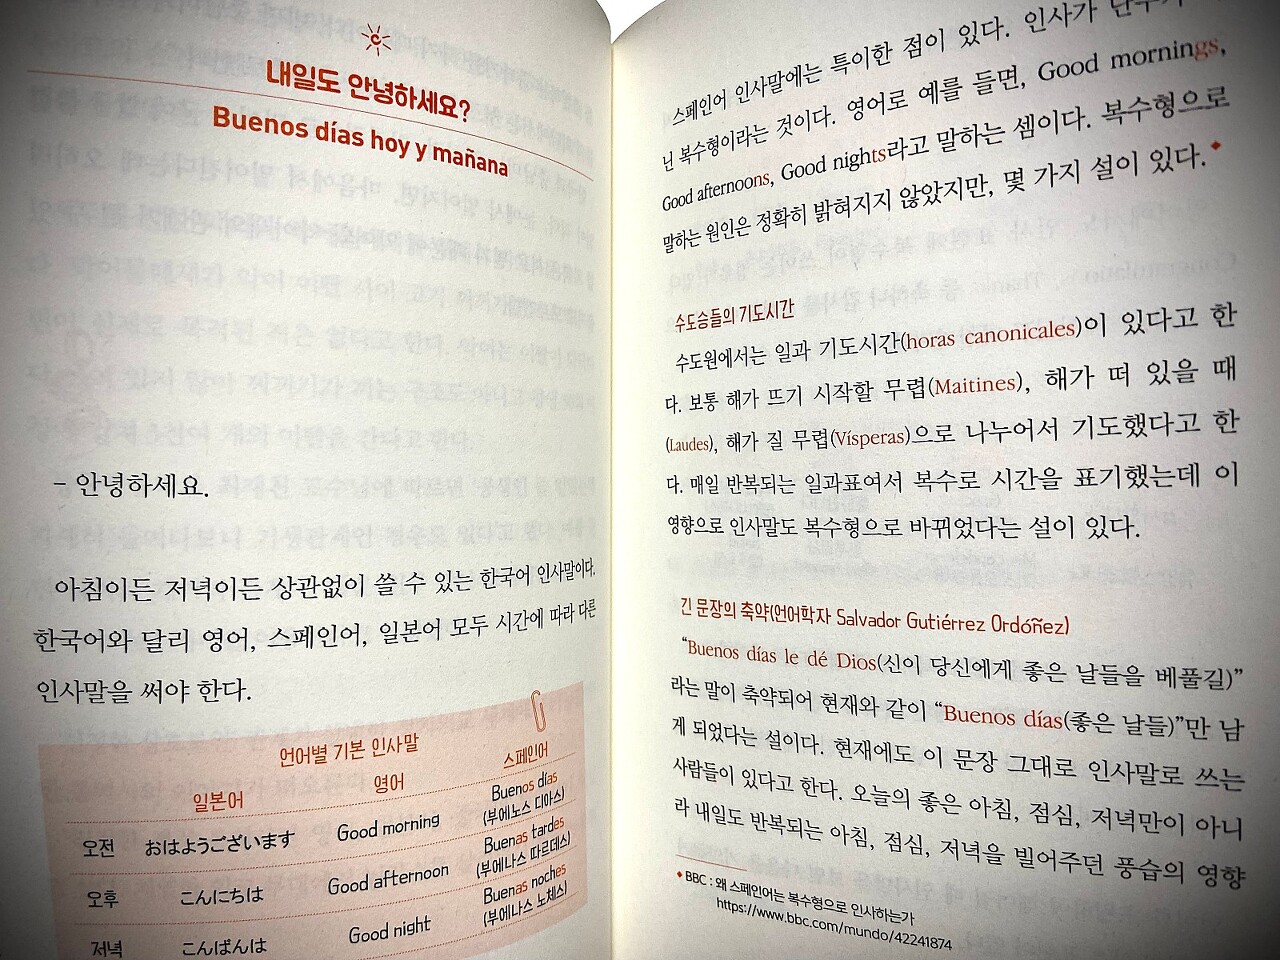 내일도 안녕하세요?
Buenos días hoy y mañana
- 안녕하세요.
아침이든 저녁이든 상관없이 쓸 수 있는 한국어 인사말이다.
한국어와 달리 영어, 스페인어, 일본어 모두 시간에 따라 다른
인사말을 써야 한다.
언어별 기본 인사말
일본어 영어 스페인어
오전 おはようございます Good morning Buenos días
(부에노스 디아스)
오후 こんにちは Good afternoon Buenas tardes
(부에나스 따르데스)
저녁 こんばんは Good night Buenas noches
(부에나스 노체스)
스페인어 인사말에는 특이한 점이 있다. 인사가
닌 복수형이라는 것이다. 영어로 예를 들면, Good mornings,
Good afternoons, Good nights라고 말하는 셈이다. 복수형으로
말하는 원인은 정확히 밝혀지지 않았지만, 몇 가지 설이 있다.◆
수도승들의 기도시간
수도원에서는 일과 기도시간(horas canonicales)이 있다고 한
다. 보통 해가 뜨기 시작할 무렵(Maitines), 해가 떠 있을 때
(Laudes), 해가 질 무렵(Vísperas)으로 나누어서 기도했다고 한
다. 매일 반복되는 일과표여서 복수로 시간을 표기했는데 이
영향으로 인사말도 복수형으로 바뀌었다는 설이 있다.
긴 문장의 축약(언어학자 Salvador Gutiérrez Ordóñez)
“Buenos días le dé Dios(신이 당신에게 좋은 날들을 베풀길)”
라는 말이 축약되어 현재와 같이 “Buenos días(좋은 날들)”만 남
게 되었다는 설이다. 현재에도 이 문장 그대로 인사말로 쓰는
사람들이 있다고 한다. 오늘의 좋은 아침, 점심, 저녁만이 아니
라 내일도 반복되는 아침, 점심, 저녁을 빌어주던 풍습의 영향
◆ BBC : 왜 스페인어는 복수형으로 인사하는가
https://www.bbc.com/mundo/42241874